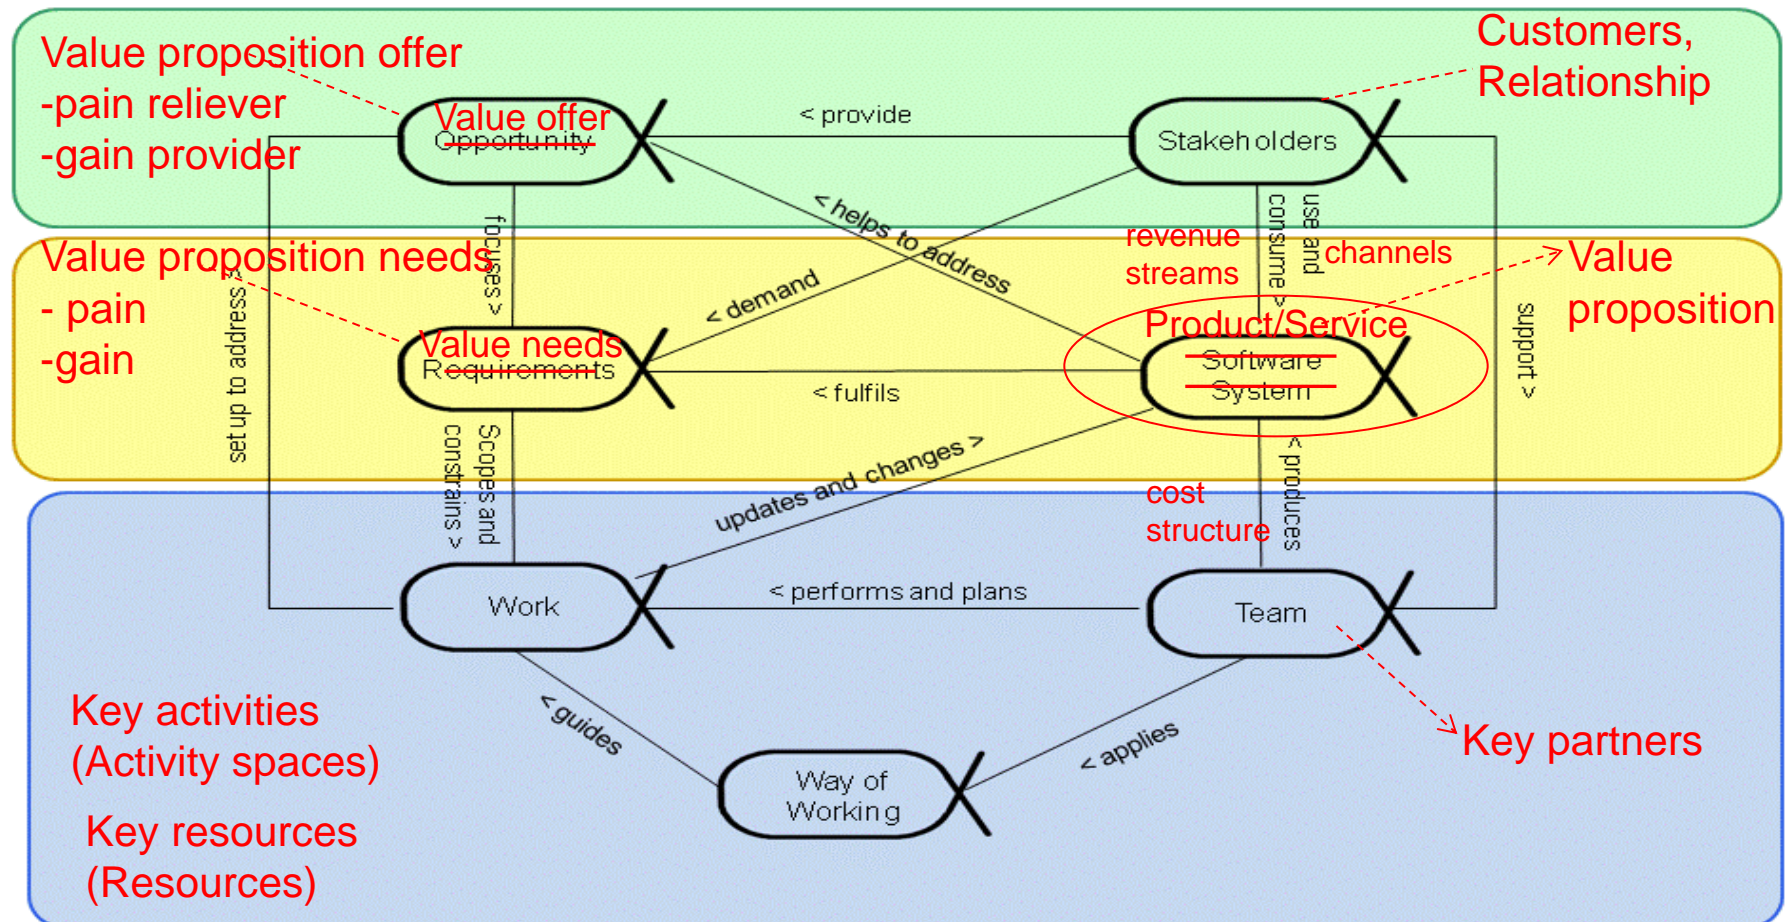 Value proposition offer
-pain reliever
-gain provider
Customers,
Relationship
Value offer
Opportunity
< provide
Stakeholders
focuses >
< helps to address
use and
consume >
revenue
streams
channels
Value
proposition
Value proposition needs
- pain
-gain
set up to address >
< demand
support >
Value needs
Requirements
< fulfils
Product/Service
Software
System
Scopes and
constrains >
updates and changes >
< produces
cost
structure
Work
< performs and plans
Team
Key activities
(Activity spaces)
Key resources
(Resources)
< guides
Way of
Working
< applies
Key partners